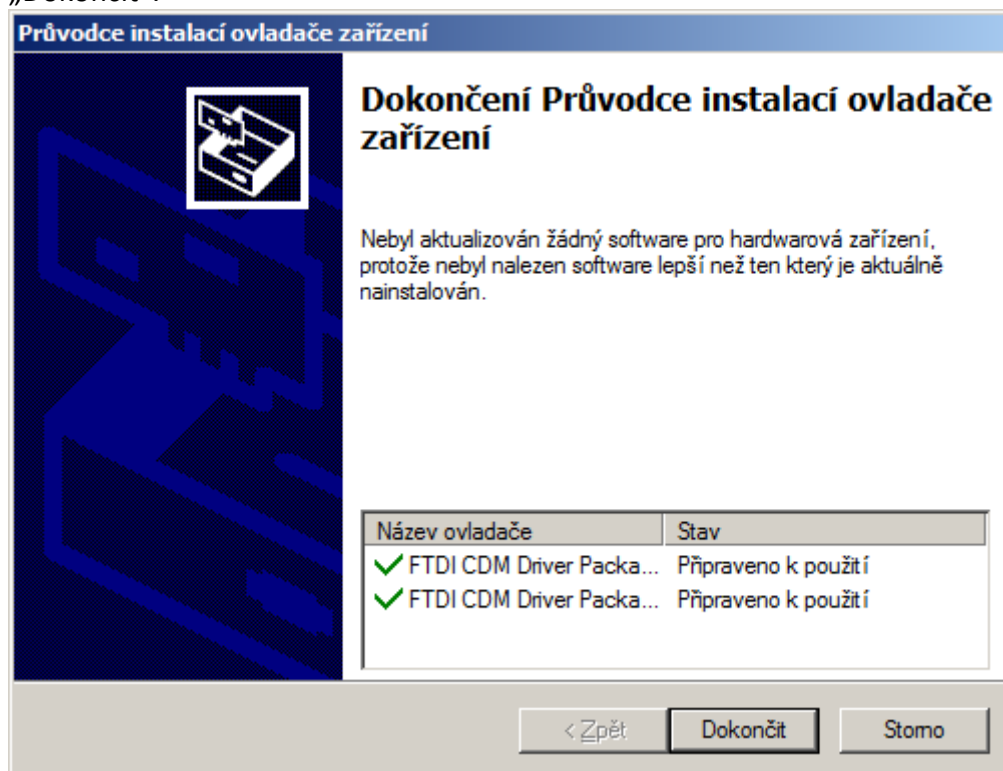 „Dokončit“.
Průvodce instalací ovladače zařízení
Dokončení Průvodce instalací ovladače
zařízení
Nebyl aktualizován žádný software pro hardwarová zařízení,
protože nebyl nalezen software lepší než ten který je aktuálně
nainstalován.
Název ovladače Stav
FTDI CDM Driver Packa... Připraveno k použití
FTDI CDM Driver Packa... Připraveno k použití
< Zpět Dokončit Storno